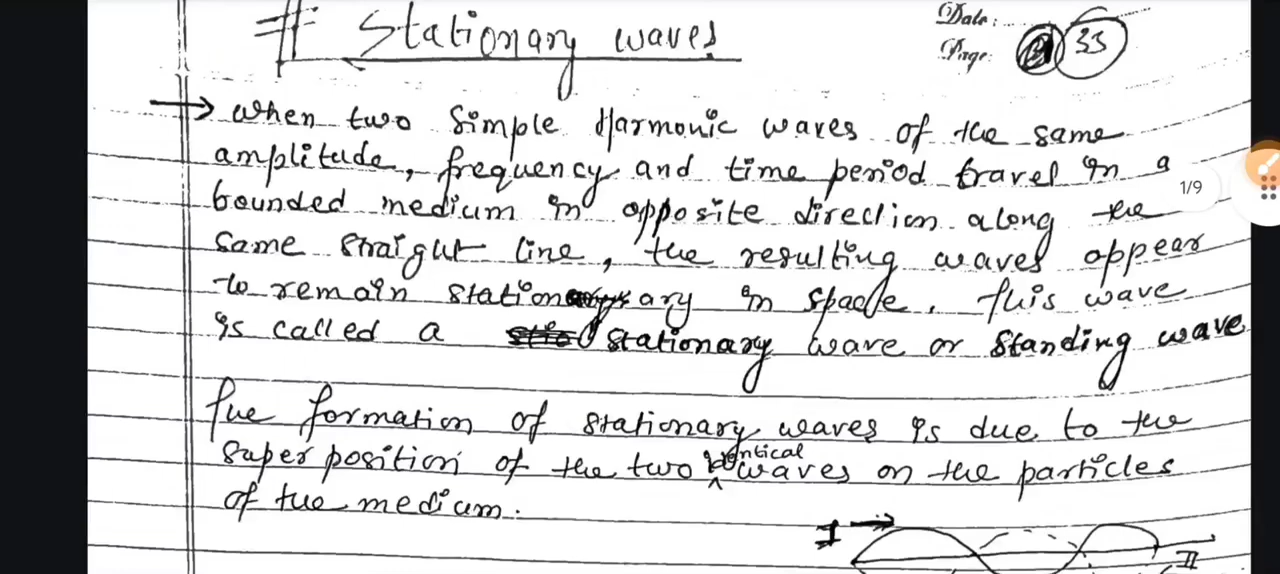 # Stationary waves
Date:
Page: 33
→ when two simple Harmonic waves of the same
amplitude, frequency and time period travel in a
1/9
bounded medium in opposite direction along the
same straight line, the resulting waves appear
to remain stationary in space. This wave
is called a stationary wave or standing wave
The formation of stationary waves is due to the
super position of the two identical waves on the particles
of the medium.
I → II